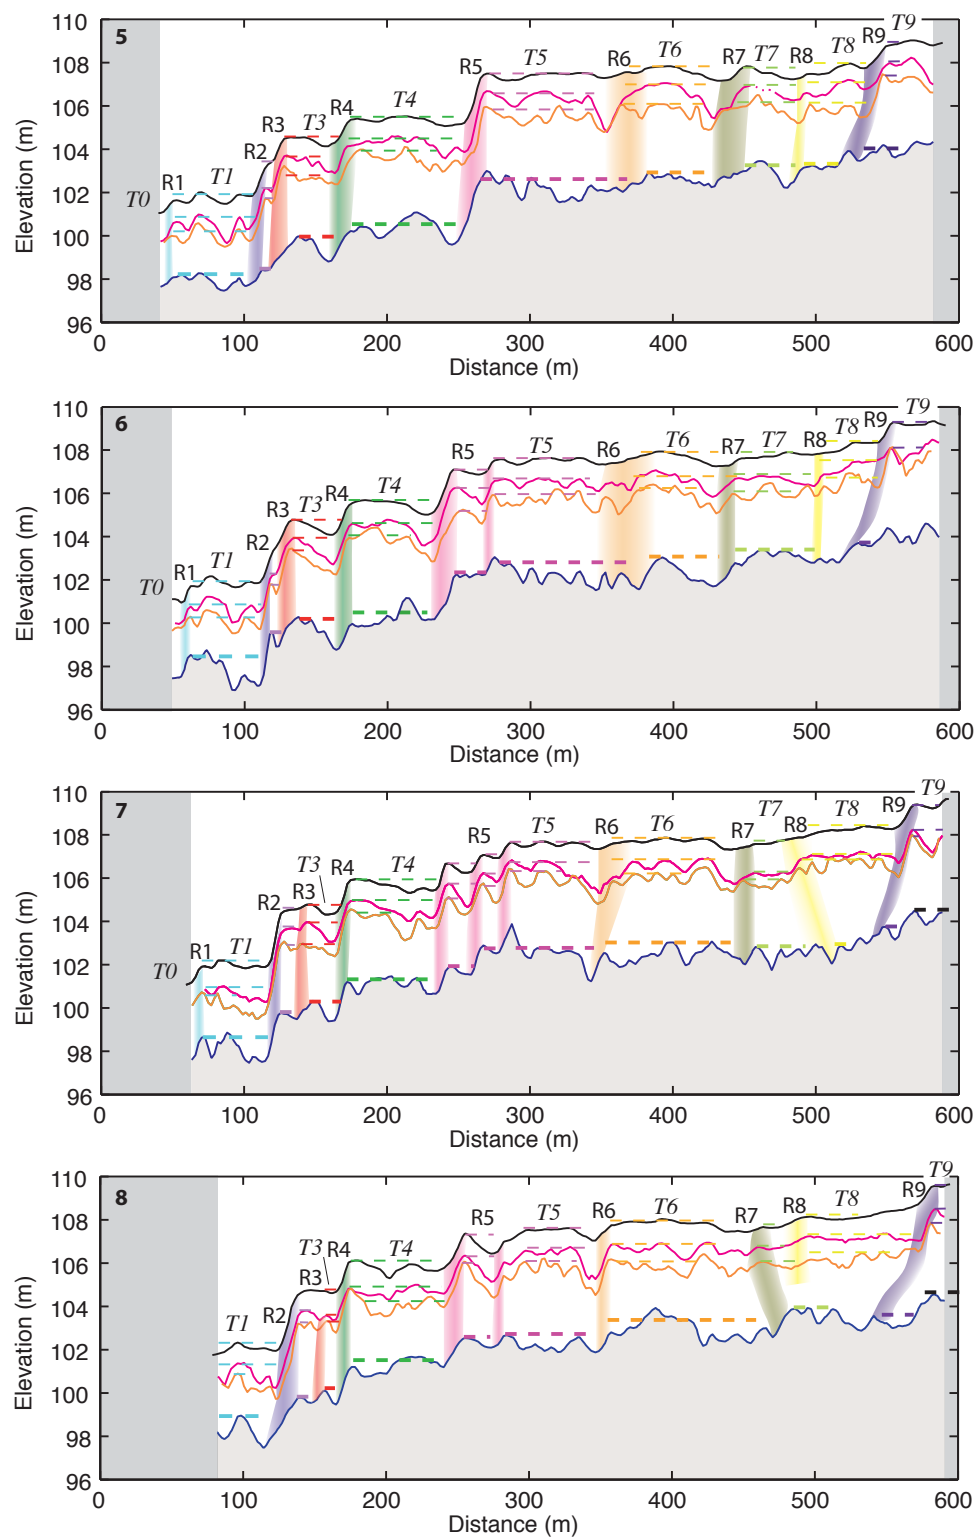 110
5
108
106
104
102
100
98
96
Elevation (m)
T0 R1 T1 R2 R3 T3 R4 T4 R5 T5 R6 T6 R7 T7 R8 T8 R9 T9
0 100 200 300 400 500 600
Distance (m)
110
6
108
106
104
102
100
98
96
Elevation (m)
T0 R1 T1 R2 R3 T3 R4 T4 R5 T5 R6 T6 R7 T7 R8 T8 R9 T9
0 100 200 300 400 500 600
Distance (m)
110
7
108
106
104
102
100
98
96
Elevation (m)
T0 R1 T1 R2 R3 T3 R4 T4 R5 T5 R6 T6 R7 T7 R8 T8 R9 T9
0 100 200 300 400 500 600
Distance (m)
110
8
108
106
104
102
100
98
96
Elevation (m)
T1 R2 R3 T3 R4 T4 R5 T5 R6 T6 R7 R8 T8 R9 T9
0 100 200 300 400 500 600
Distance (m)